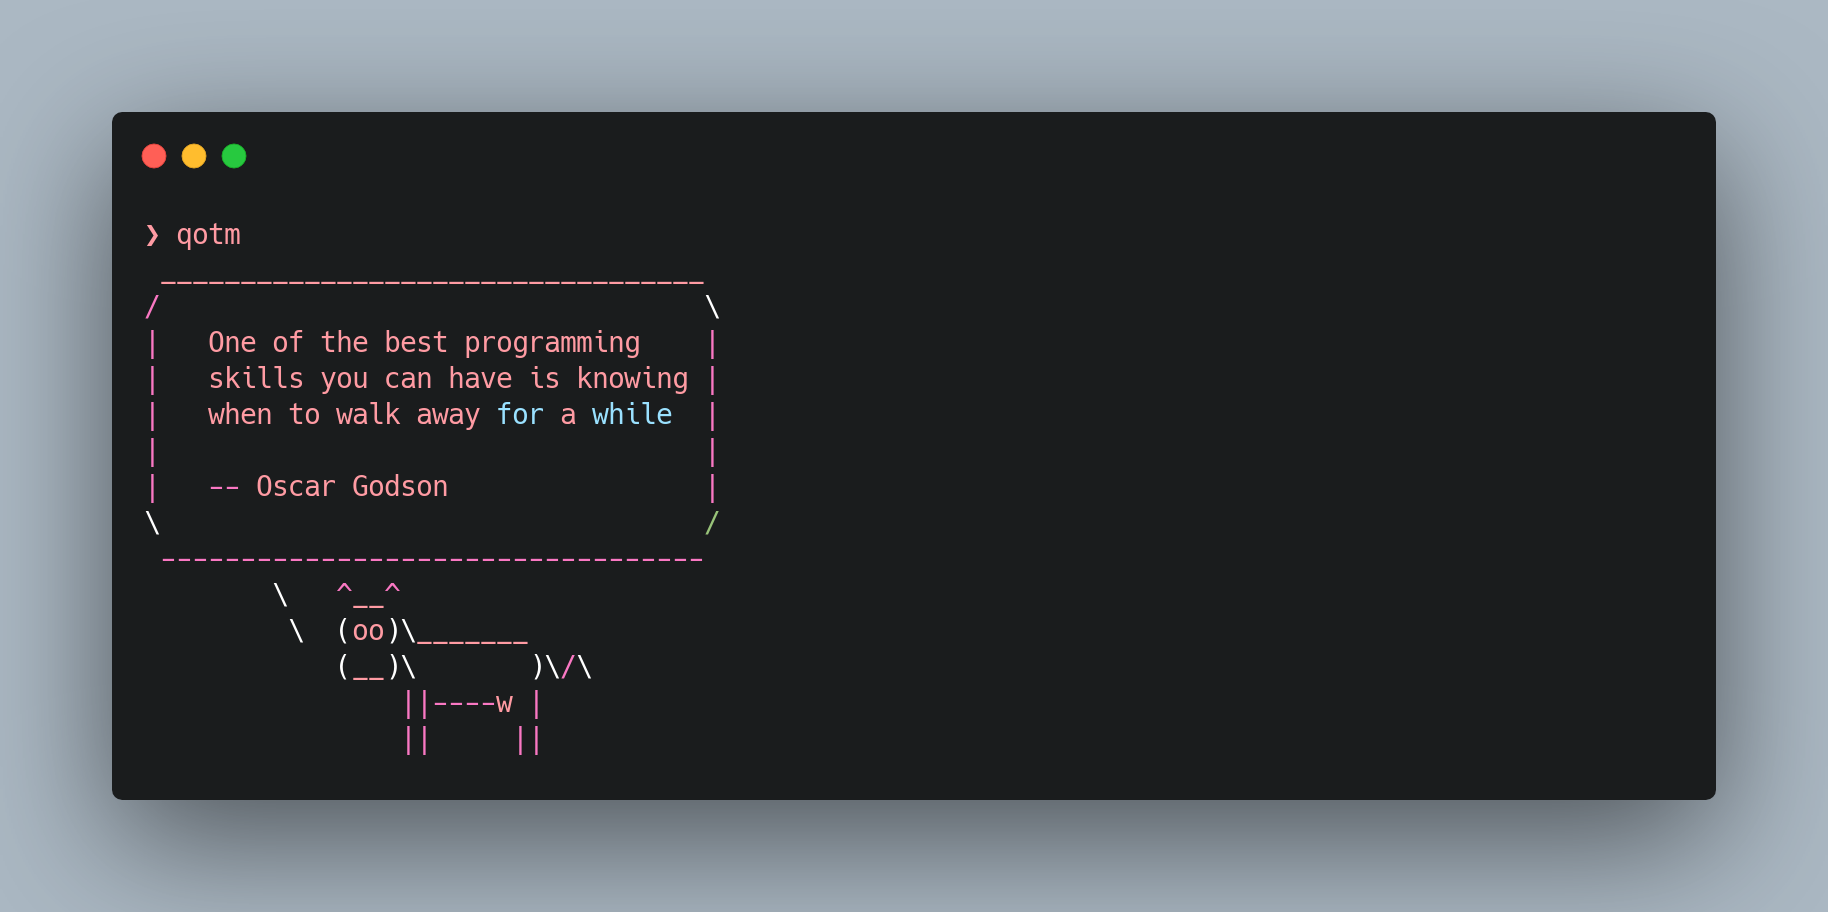 ❯ qotm
 __________________________________
/                                  \
|   One of the best programming    |
|   skills you can have is knowing |
|   when to walk away for a while  |
|                                  |
|   -- Oscar Godson                |
\                                  /
 ----------------------------------
        \   ^__^
         \  (oo)\_______
            (__)\       )\/\
                ||----w |
                ||     ||